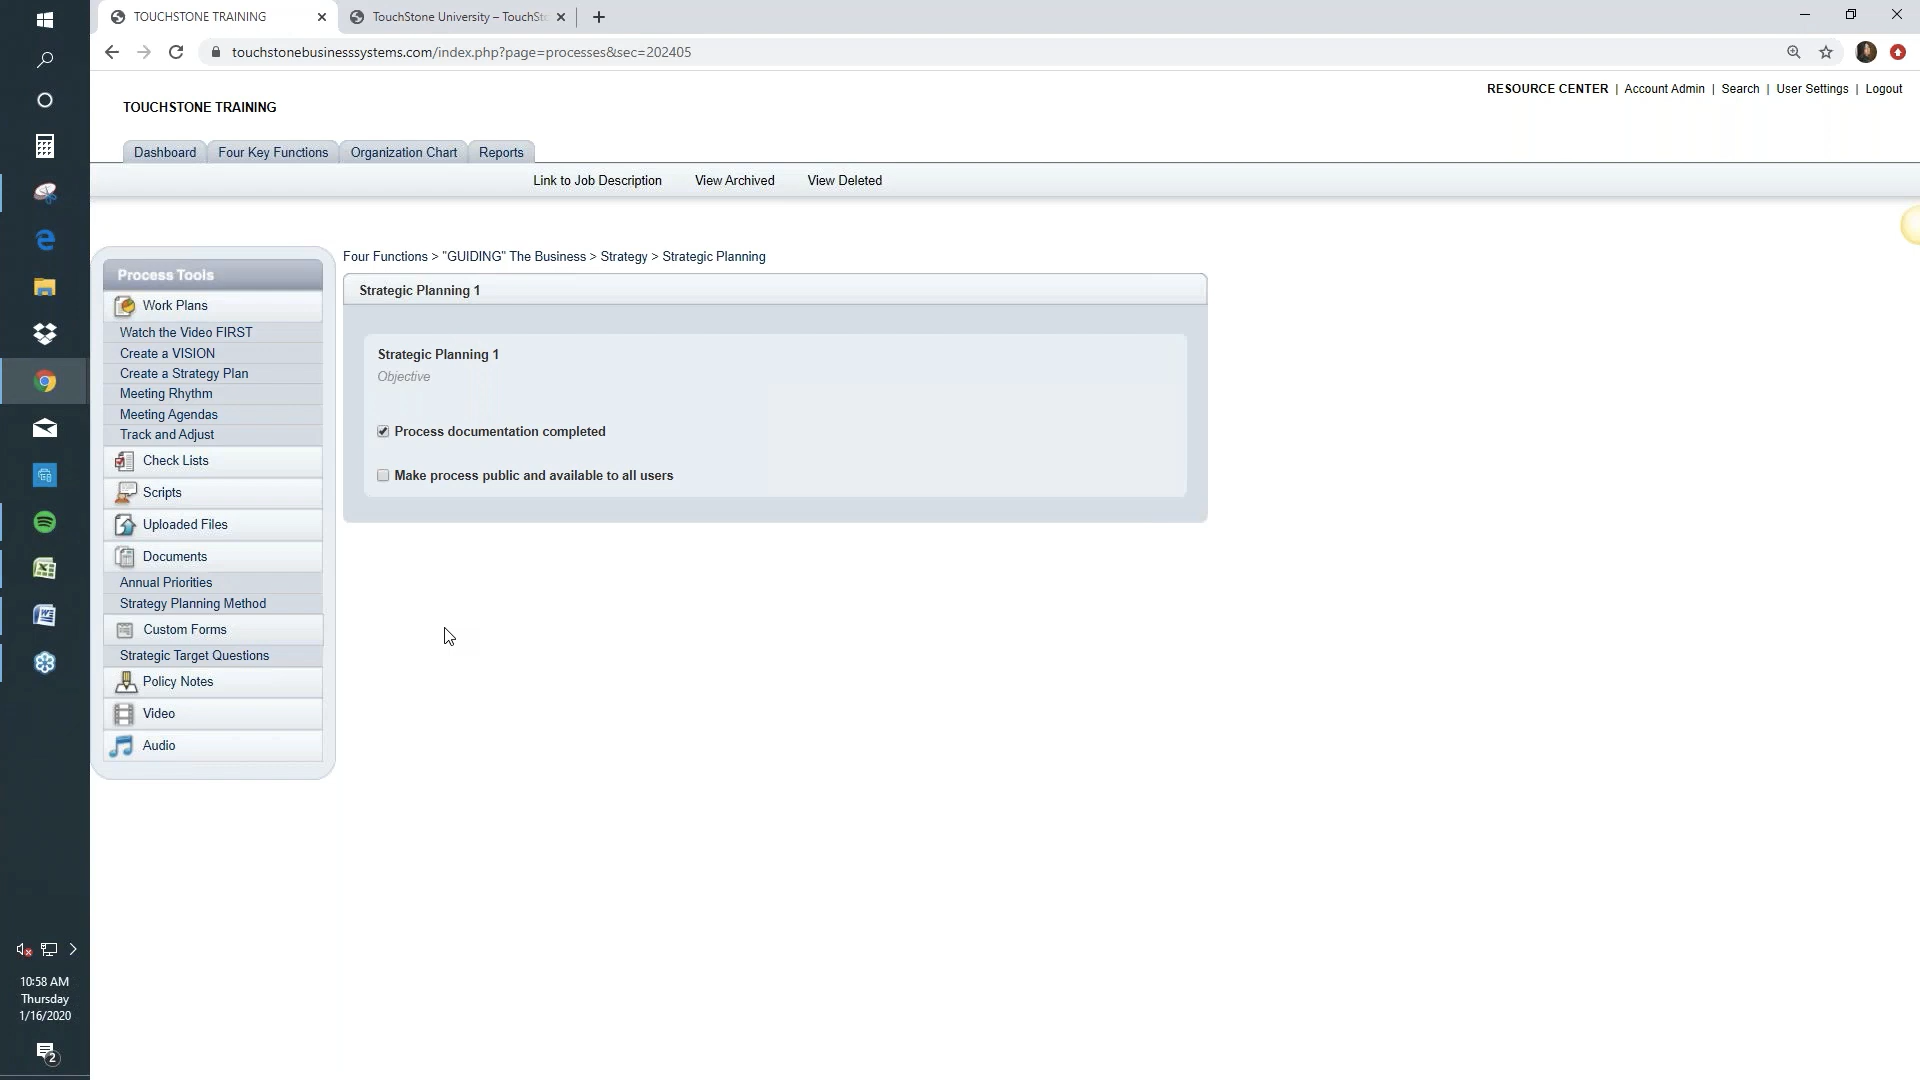 TOUCHSTONE TRAINING
TouchStone University – TouchSt
touchstonebusinesssystems.com/index.php?page=processes&sec=202405
RESOURCE CENTER | Account Admin | Search | User Settings | Logout
TOUCHSTONE TRAINING
Dashboard Four Key Functions Organization Chart Reports
Link to Job Description View Archived View Deleted
Four Functions > "GUIDING" The Business > Strategy > Strategic Planning
Process Tools
Work Plans
Watch the Video FIRST
Create a VISION
Create a Strategy Plan
Meeting Rhythm
Meeting Agendas
Track and Adjust
Check Lists
Scripts
Uploaded Files
Documents
Annual Priorities
Strategy Planning Method
Custom Forms
Strategic Target Questions
Policy Notes
Video
Audio
Strategic Planning 1
Strategic Planning 1
Objective
Process documentation completed
Make process public and available to all users
10:58 AM
Thursday
1/16/2020
2